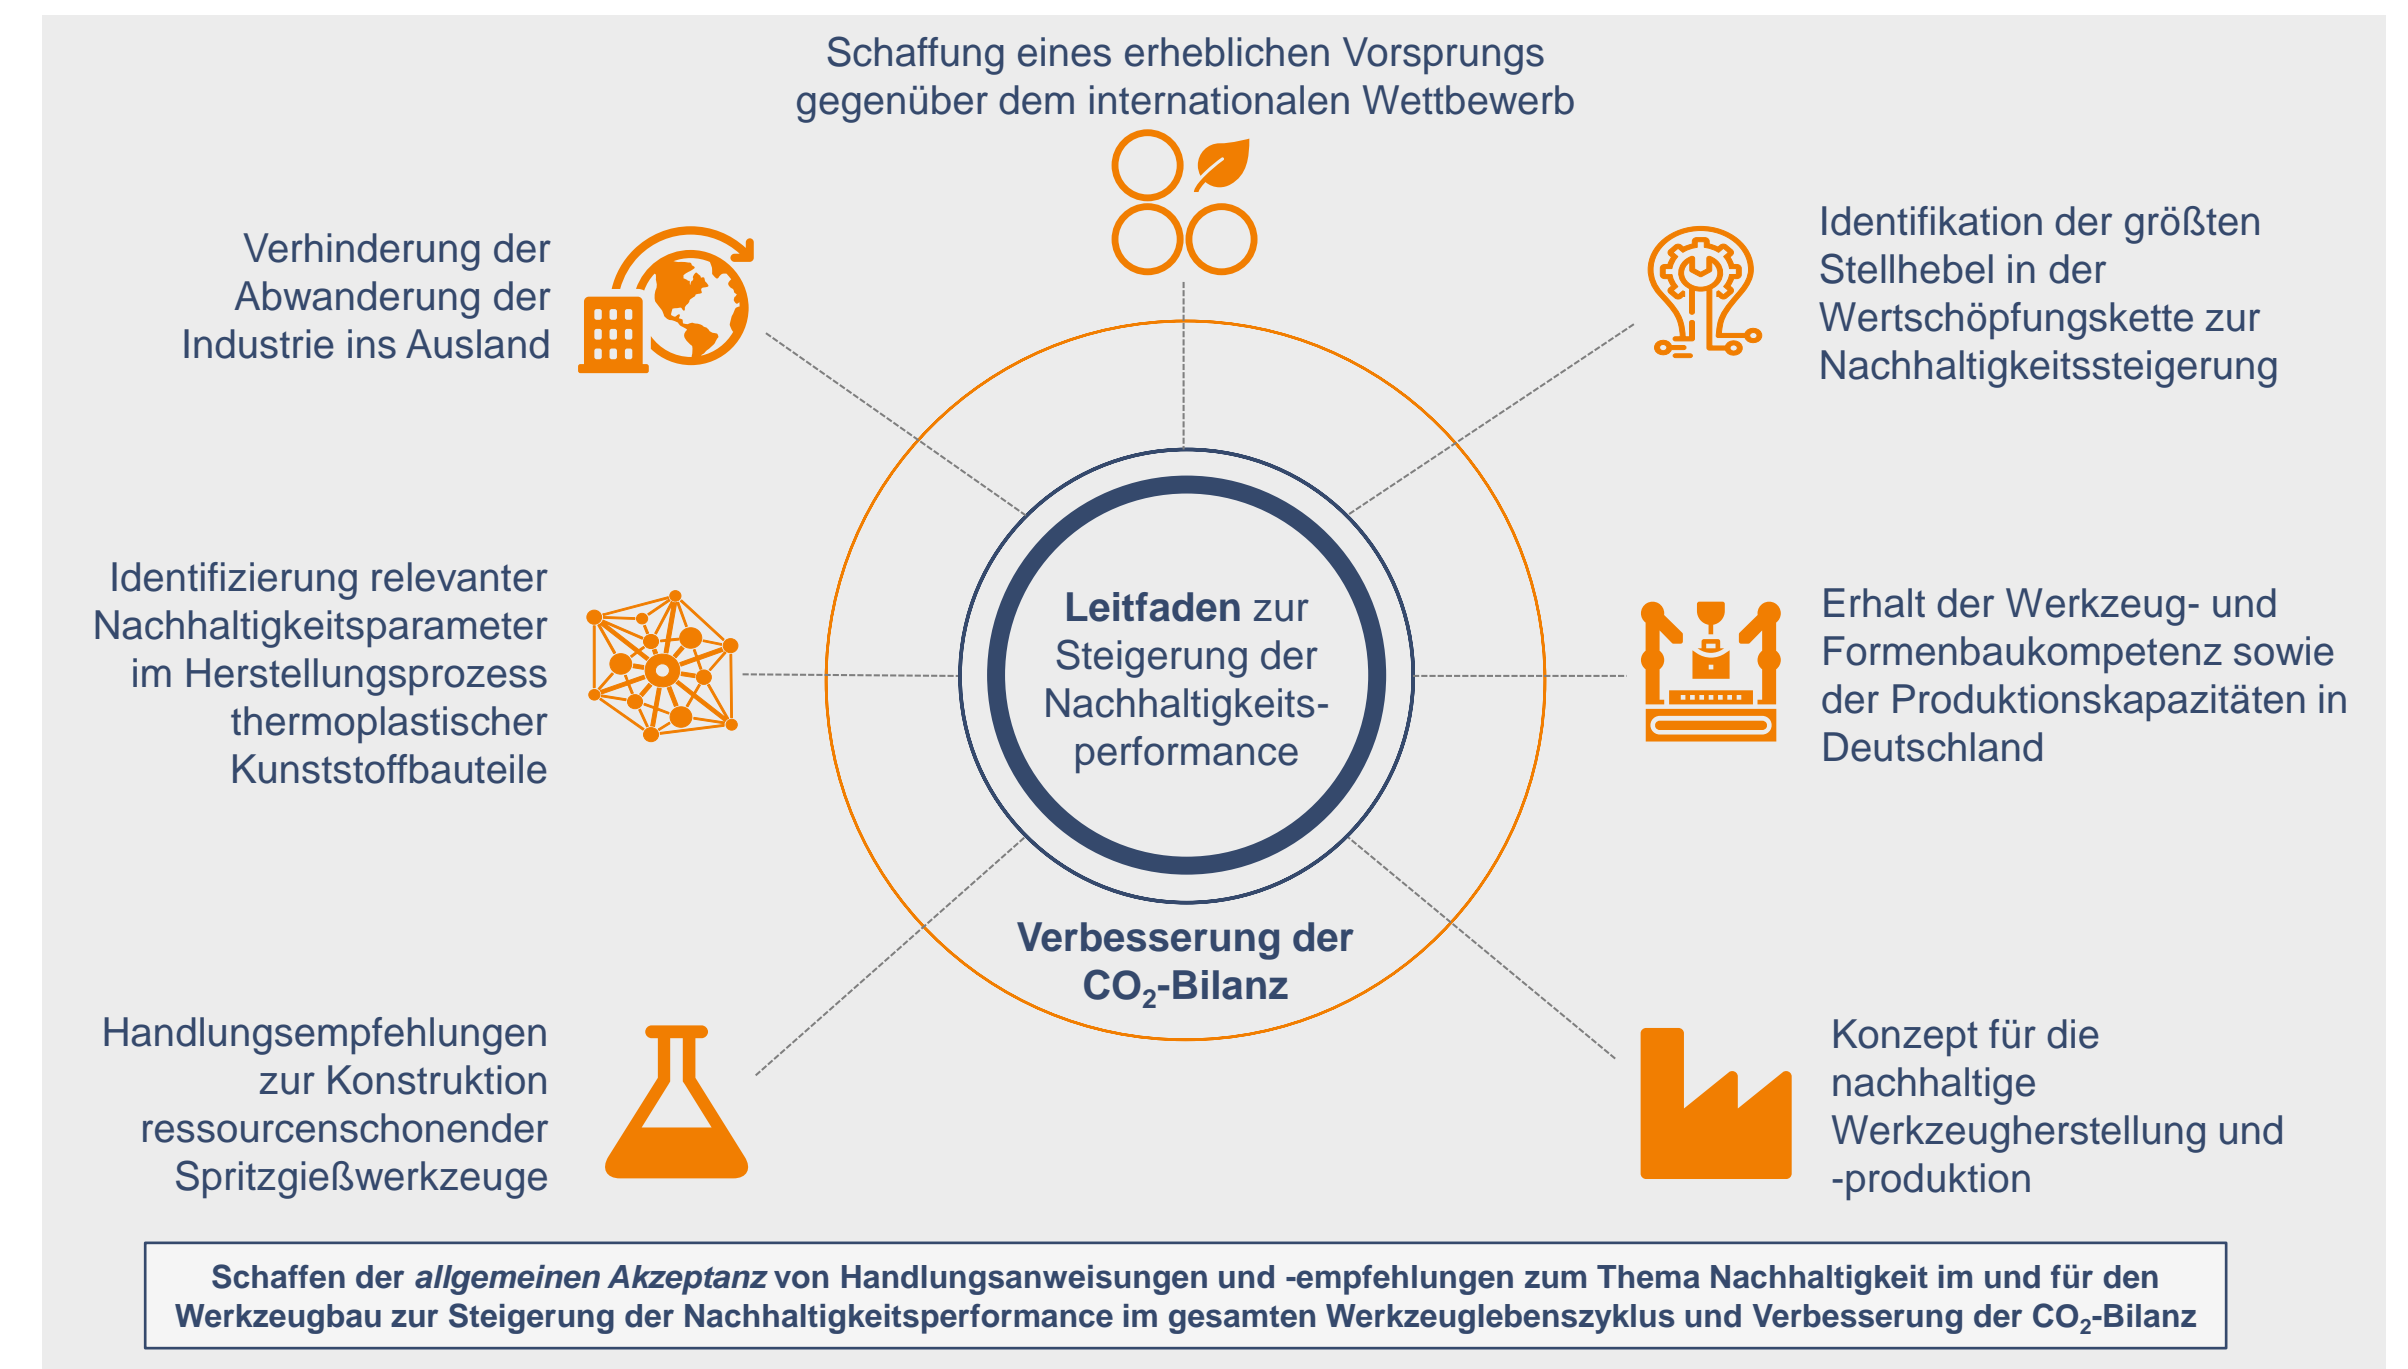 Schaffung eines erheblichen Vorsprungs
gegenüber dem internationalen Wettbewerb
Verhinderung der
Abwanderung der
Industrie ins Ausland
Identifikation der größten
Stellhebel in der
Wertschöpfungskette zur
Nachhaltigkeitssteigerung
Identifizierung relevanter
Nachhaltigkeitsparameter
im Herstellungsprozess
thermoplastischer
Kunststoffbauteile
Leitfaden zur
Steigerung der
Nachhaltigkeits-
performance
Erhalt der Werkzeug- und
Formenbaukompetenz sowie
der Produktionskapazitäten in
Deutschland
Verbesserung der
CO₂-Bilanz
Handlungsempfehlungen
zur Konstruktion
ressourcenschonender
Spritzgießwerkzeuge
Konzept für die
nachhaltige
Werkzeugherstellung und
-produktion
Schaffen der allgemeinen Akzeptanz von Handlungsanweisungen und -empfehlungen zum Thema Nachhaltigkeit im und für den
Werkzeugbau zur Steigerung der Nachhaltigkeitsperformance im gesamten Werkzeuglebenszyklus und Verbesserung der CO₂-Bilanz